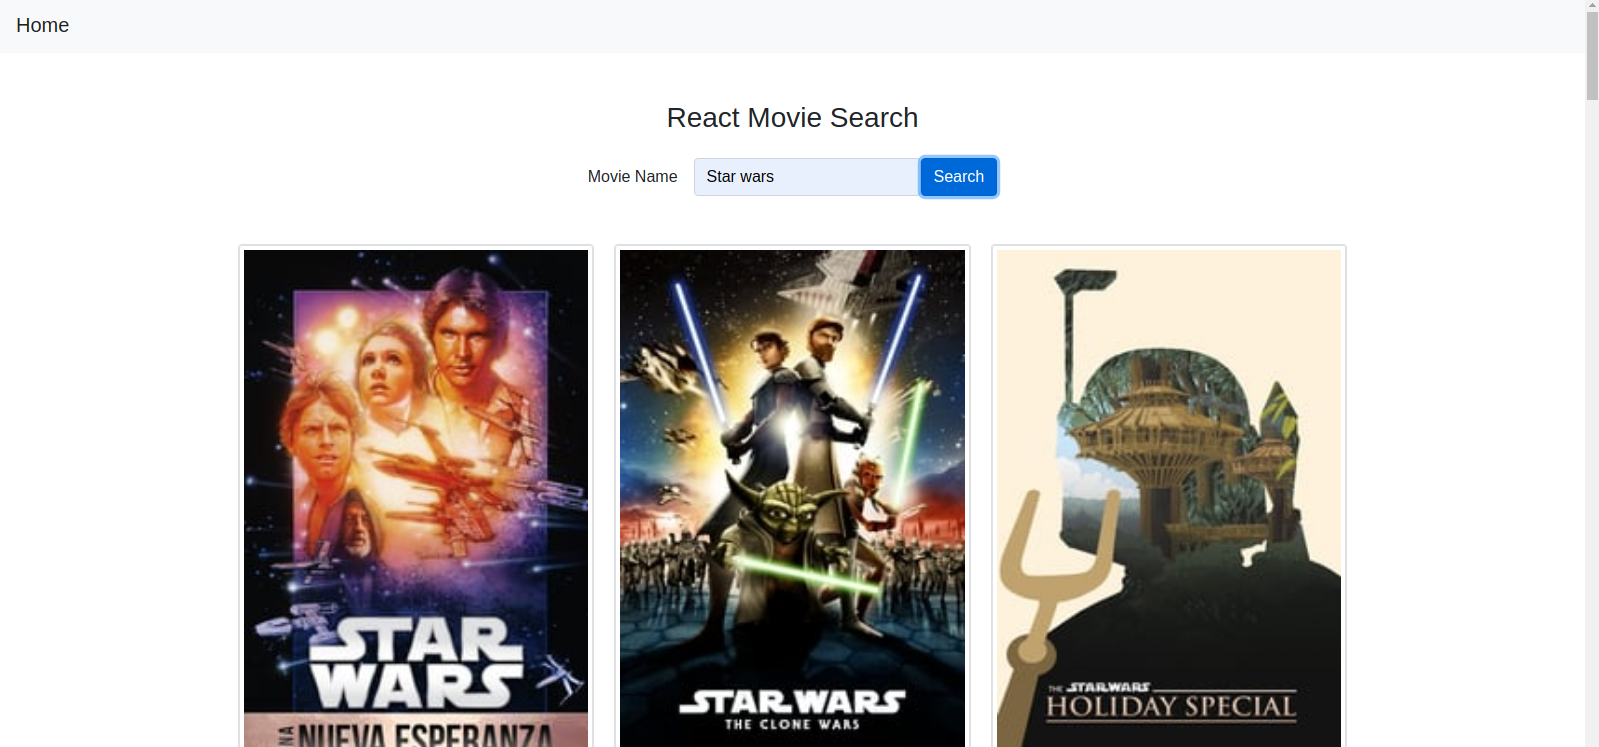 Home
React Movie Search
Movie Name Star wars Search
STAR
WARS
UNA NUEVA ESPERANZA
STAR WARS
THE CLONE WARS
THE STAR WARS
HOLIDAY SPECIAL